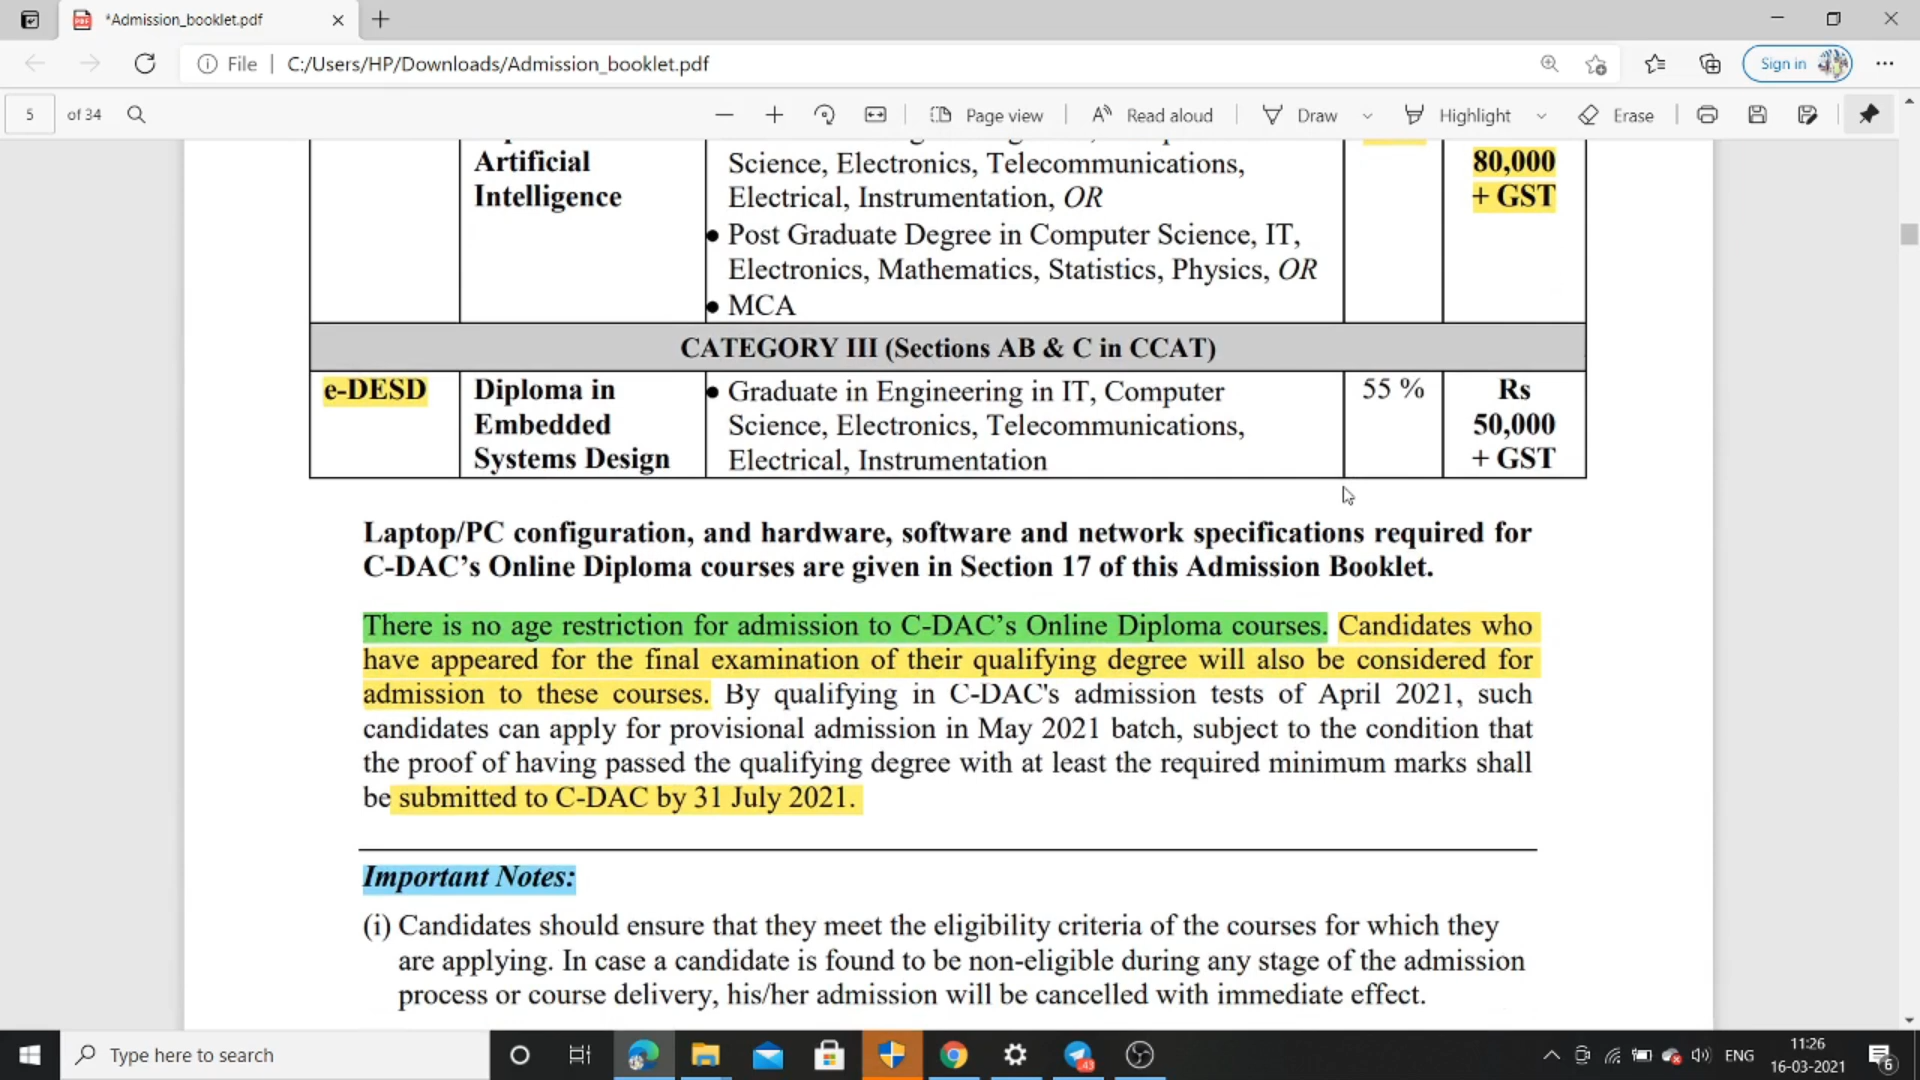 *Admission_booklet.pdf
File C:/Users/HP/Downloads/Admission_booklet.pdf Sign in
5 of 34 Page view Read aloud Draw Highlight Erase
Artificial
Intelligence
Science, Electronics, Telecommunications,
Electrical, Instrumentation, OR
● Post Graduate Degree in Computer Science, IT,
Electronics, Mathematics, Statistics, Physics, OR
● MCA
80,000
+ GST
CATEGORY III (Sections AB & C in CCAT)
e-DESD
Diploma in
Embedded
Systems Design
● Graduate in Engineering in IT, Computer
Science, Electronics, Telecommunications,
Electrical, Instrumentation
55 %
Rs
50,000
+ GST
Laptop/PC configuration, and hardware, software and network specifications required for
C-DAC’s Online Diploma courses are given in Section 17 of this Admission Booklet.
There is no age restriction for admission to C-DAC’s Online Diploma courses. Candidates who
have appeared for the final examination of their qualifying degree will also be considered for
admission to these courses. By qualifying in C-DAC's admission tests of April 2021, such
candidates can apply for provisional admission in May 2021 batch, subject to the condition that
the proof of having passed the qualifying degree with at least the required minimum marks shall
be submitted to C-DAC by 31 July 2021.
Important Notes:
(i) Candidates should ensure that they meet the eligibility criteria of the courses for which they
are applying. In case a candidate is found to be non-eligible during any stage of the admission
process or course delivery, his/her admission will be cancelled with immediate effect.
Type here to search
ENG
11:26
16-03-2021
6